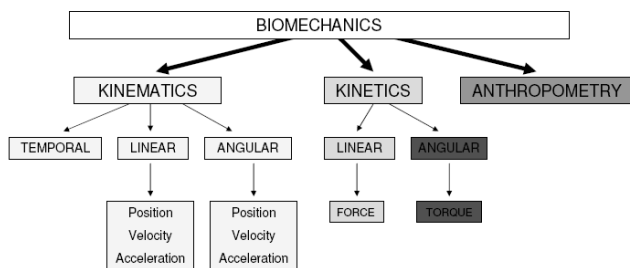 BIOMECHANICS
KINEMATICS
KINETICS
ANTHROPOMETRY
TEMPORAL
LINEAR
ANGULAR
LINEAR
ANGULAR
Position
Velocity
Acceleration
Position
Velocity
Acceleration
FORCE
TORQUE